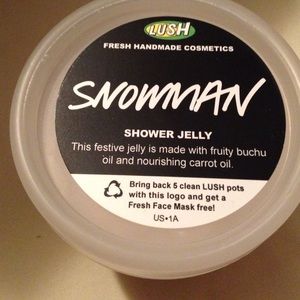 LUSH
FRESH HANDMADE COSMETICS
SNOWMAN
SHOWER JELLY
This festive jelly is made with fruity buchu
oil and nourishing carrot oil.
Bring back 5 clean LUSH pots
with this logo and get a
Fresh Face Mask free!
US•1A